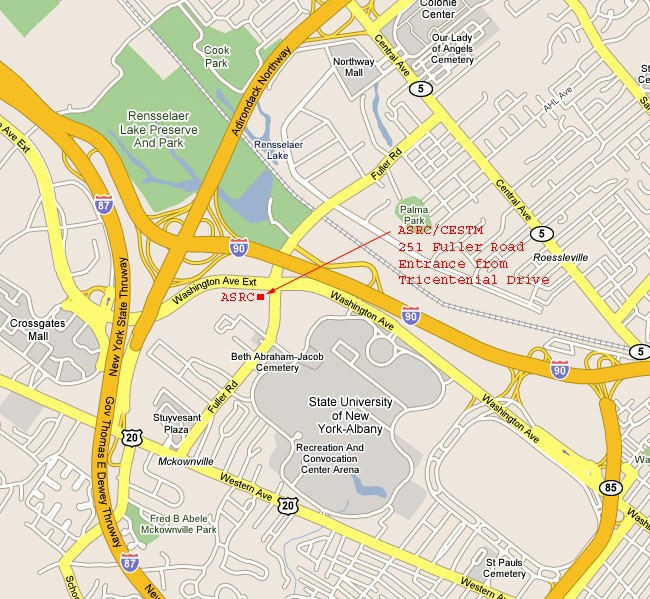 Colonie
Center
Our Lady
of Angels
Cemetery
Central Ave
Cook
Park
Northway
Mall
Adirondack Northway
5
AHL Ave
Rensselaer
Lake Preserve
And Park
Rensselaer
Lake
Fuller Rd
n Ave Ext
87
Central Ave
Palma
Park
ASRC/CESTM
251 Fuller Road
Entrance from
Tricentenial Drive
5
Roessleville
90
Washington Ave Ext
ASRC
Washington Ave
90
New York State Thruway
Crossgates
Mall
5
Beth Abraham-Jacob
Cemetery
90
Fuller Rd
State University
of New
York-Albany
Washington Ave
Gov Thomas E Dewey Thruway
Stuyvesant
Plaza
20
Mckownville
Recreation And
Convocation
Center Arena
Western Ave
20
85
Wa
Washi
Fred B Abele
Mckownville Park
87
St Pauls
Cemetery
Schoo
New
Western Av